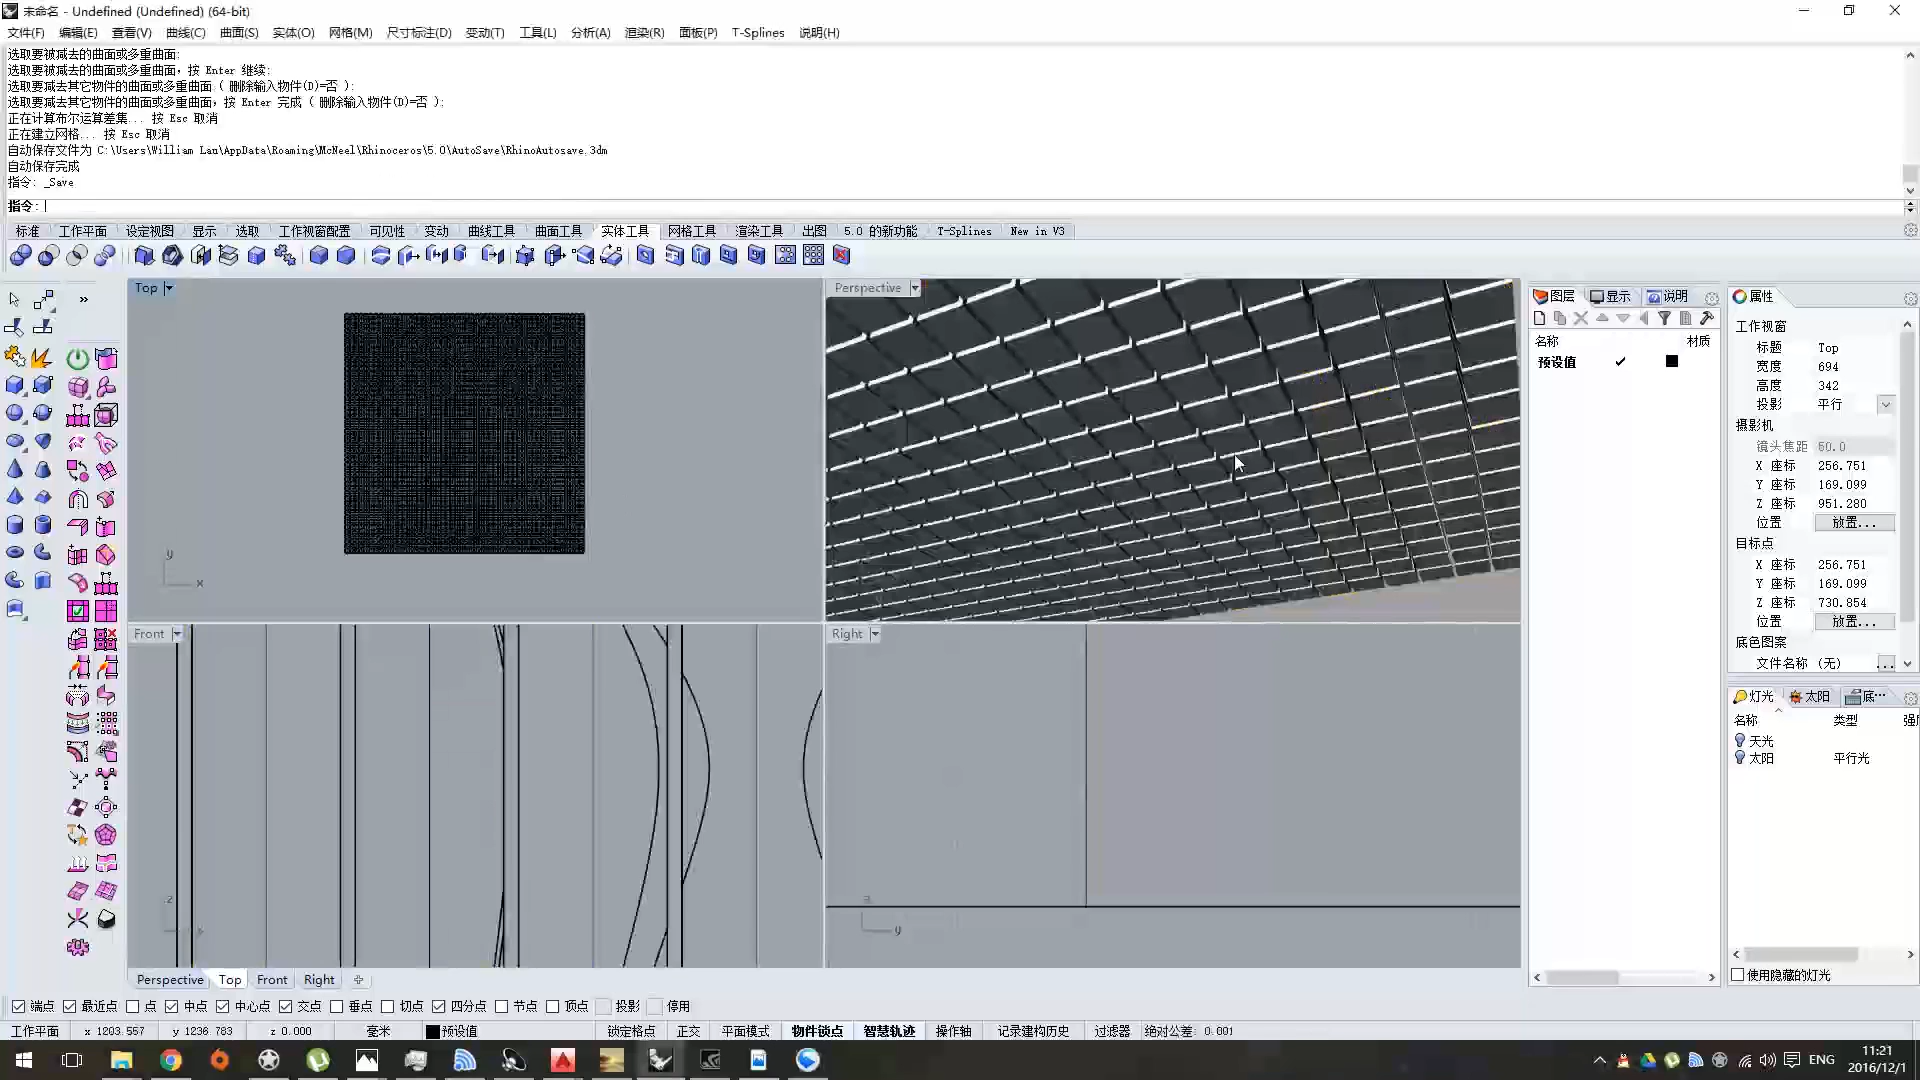 未命名 - Undefined (Undefined) (64-bit)
文件(F) 编辑(E) 查看(V) 曲线(C) 曲面(S) 实体(O) 网格(M) 尺寸标注(D) 变动(T) 工具(L) 分析(A) 渲染(R) 面板(P) T-Splines 说明(H)
选取要被减去的曲面或多重曲面:
选取要被减去的曲面或多重曲面，按 Enter 继续:
选取要减去其它物件的曲面或多重曲面 ( 删除输入物件(D)=否 ):
选取要减去其它物件的曲面或多重曲面，按 Enter 完成 ( 删除输入物件(D)=否 ):
正在计算布尔运算差集... 按 Esc 取消
正在建立网格... 按 Esc 取消
自动保存文件为 C:\Users\William Lau\AppData\Roaming\McNeel\Rhinoceros\5.0\AutoSave\RhinoAutosave.3dm
自动保存完成
指令: _Save
指令:
标准 工作平面 设定视图 显示 选取 工作视窗配置 可见性 变动 曲线工具 曲面工具 实体工具 网格工具 渲染工具 出图 5.0 的新功能 T-Splines New in V3
Top
Perspective
Front
Right
y
x
z
y
图层 显示 说明
名称 材质
预设值
属性
工作视窗
标题 Top
宽度 694
高度 342
投影 平行
摄影机
镜头焦距 50.0
X 座标 256.751
Y 座标 169.099
Z 座标 951.280
位置 放置...
目标点
X 座标 256.751
Y 座标 169.099
Z 座标 730.854
位置 放置...
底色图案
文件名称 (无) ...
灯光 太阳 底…
名称 类型
天光
太阳 平行光
使用隐藏的灯光
Perspective Top Front Right
端点 最近点 点 中点 中心点 交点 垂点 切点 四分点 节点 顶点 投影 停用
工作平面 x 1203.557 y 1236.783 z 0.000 毫米 预设值 锁定格点 正交 平面模式 物件锁点 智慧轨迹 操作轴 记录建构历史 过滤器 绝对公差: 0.001
ENG
11:21
2016/12/1